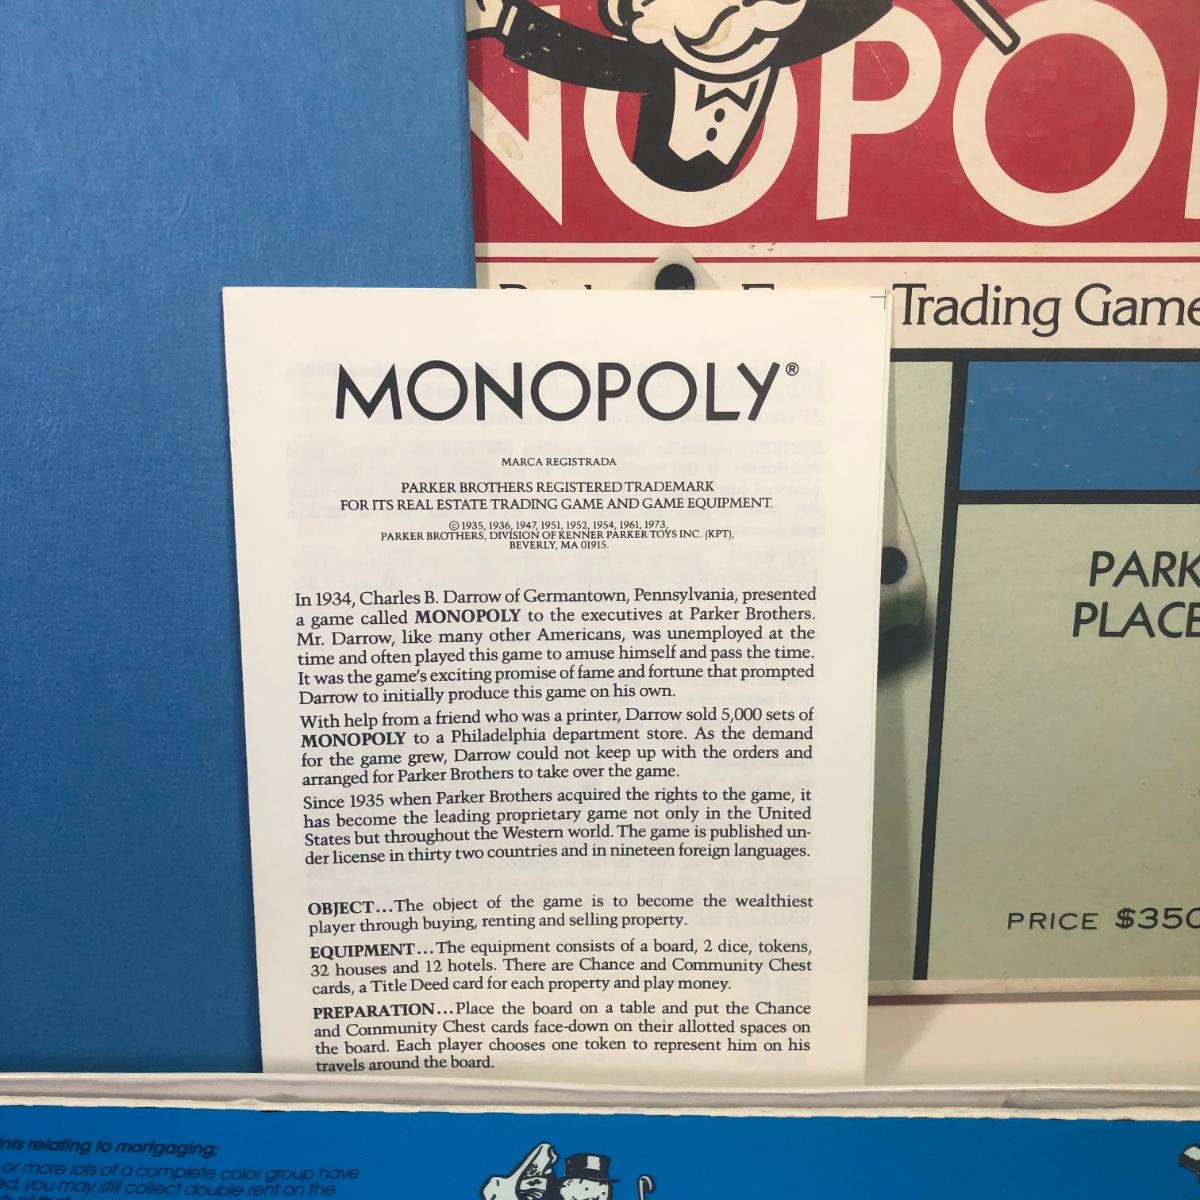 NOPO
Trading Game
MONOPOLY®
MARCA REGISTRADA
PARKER BROTHERS REGISTERED TRADEMARK
FOR ITS REAL ESTATE TRADING GAME AND GAME EQUIPMENT.
© 1935, 1936, 1947, 1951, 1952, 1954, 1961, 1973,
PARKER BROTHERS, DIVISION OF KENNER PARKER TOYS INC. (KPT),
BEVERLY, MA 01915.
In 1934, Charles B. Darrow of Germantown, Pennsylvania, presented
a game called MONOPOLY to the executives at Parker Brothers.
Mr. Darrow, like many other Americans, was unemployed at the
time and often played this game to amuse himself and pass the time.
It was the game's exciting promise of fame and fortune that prompted
Darrow to initially produce this game on his own.
With help from a friend who was a printer, Darrow sold 5,000 sets of
MONOPOLY to a Philadelphia department store. As the demand
for the game grew, Darrow could not keep up with the orders and
arranged for Parker Brothers to take over the game.
Since 1935 when Parker Brothers acquired the rights to the game, it
has become the leading proprietary game not only in the United
States but throughout the Western world. The game is published un-
der license in thirty two countries and in nineteen foreign languages.
OBJECT...The object of the game is to become the wealthiest
player through buying, renting and selling property.
EQUIPMENT...The equipment consists of a board, 2 dice, tokens,
32 houses and 12 hotels. There are Chance and Community Chest
cards, a Title Deed card for each property and play money.
PREPARATION...Place the board on a table and put the Chance
and Community Chest cards face-down on their allotted spaces on
the board. Each player chooses one token to represent him on his
travels around the board.
PARK
PLACE
PRICE $350
ints relating to mortgaging:
or more lots of a complete color group have
ed, you may still collect double rent on the